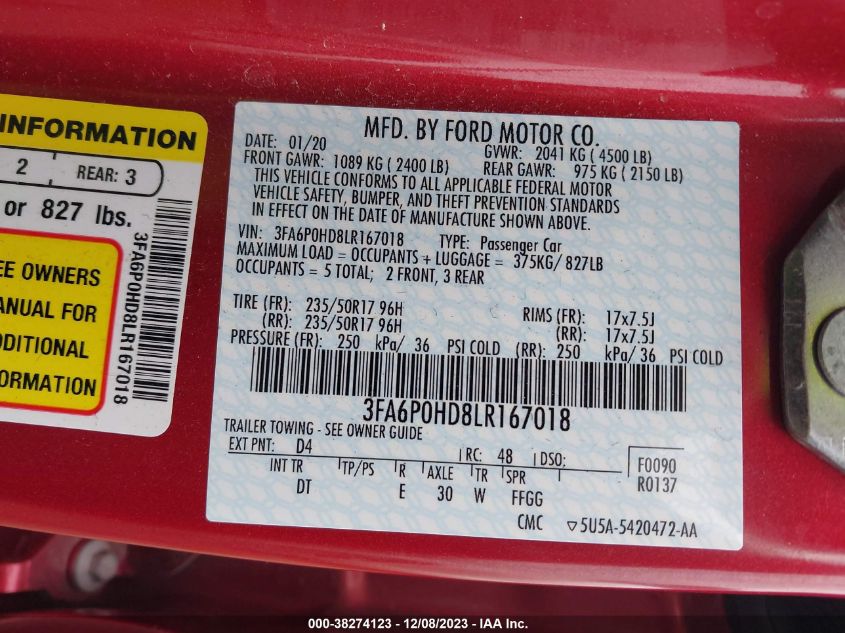 INFORMATION
2 REAR: 3
or 827 lbs.
EE OWNERS
ANUAL FOR
DDITIONAL
FORMATION
3FA6P0HD8LR167018
MFD. BY FORD MOTOR CO.
DATE: 01/20 GVWR: 2041 KG ( 4500 LB)
FRONT GAWR: 1089 KG ( 2400 LB) REAR GAWR: 975 KG ( 2150 LB)
THIS VEHICLE CONFORMS TO ALL APPLICABLE FEDERAL MOTOR
VEHICLE SAFETY, BUMPER, AND THEFT PREVENTION STANDARDS
IN EFFECT ON THE DATE OF MANUFACTURE SHOWN ABOVE.
VIN: 3FA6P0HD8LR167018 TYPE: Passenger Car
MAXIMUM LOAD = OCCUPANTS + LUGGAGE = 375KG/ 827LB
OCCUPANTS = 5 TOTAL; 2 FRONT, 3 REAR
TIRE (FR): 235/50R17 96H RIMS (FR): 17x7.5J
(RR): 235/50R17 96H (RR): 17x7.5J
PRESSURE (FR): 250 kPa/ 36 PSI COLD (RR): 250 kPa/ 36 PSI COLD
3FA6P0HD8LR167018
TRAILER TOWING - SEE OWNER GUIDE
EXT PNT: D4 RC: 48 DSO: F0090
R0137
INT TR TP/PS R AXLE TR SPR
DT E 30 W FFGG
CMC ▽5U5A-5420472-AA
000-38274123 - 12/08/2023 - IAA Inc.